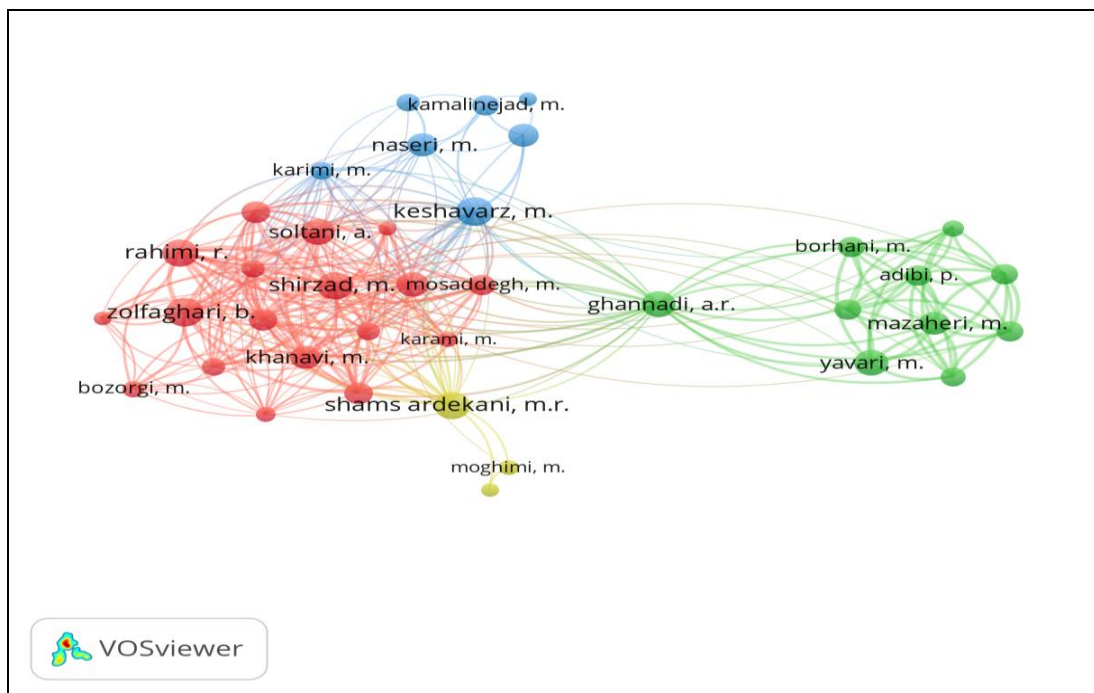 kamalinejad, m.
naseri, m.
karimi, m.
keshavarz, m.
soltani, a.
rahimi, r.
shirzad, m.
mosaddegh, m.
zolfaghari, b.
karami, m.
khanavi, m.
bozorgi, m.
shams ardekani, m.r.
moghimi, m.
ghannadi, a.r.
borhani, m.
adibi, p.
mazaheri, m.
yavari, m.
VOSviewer